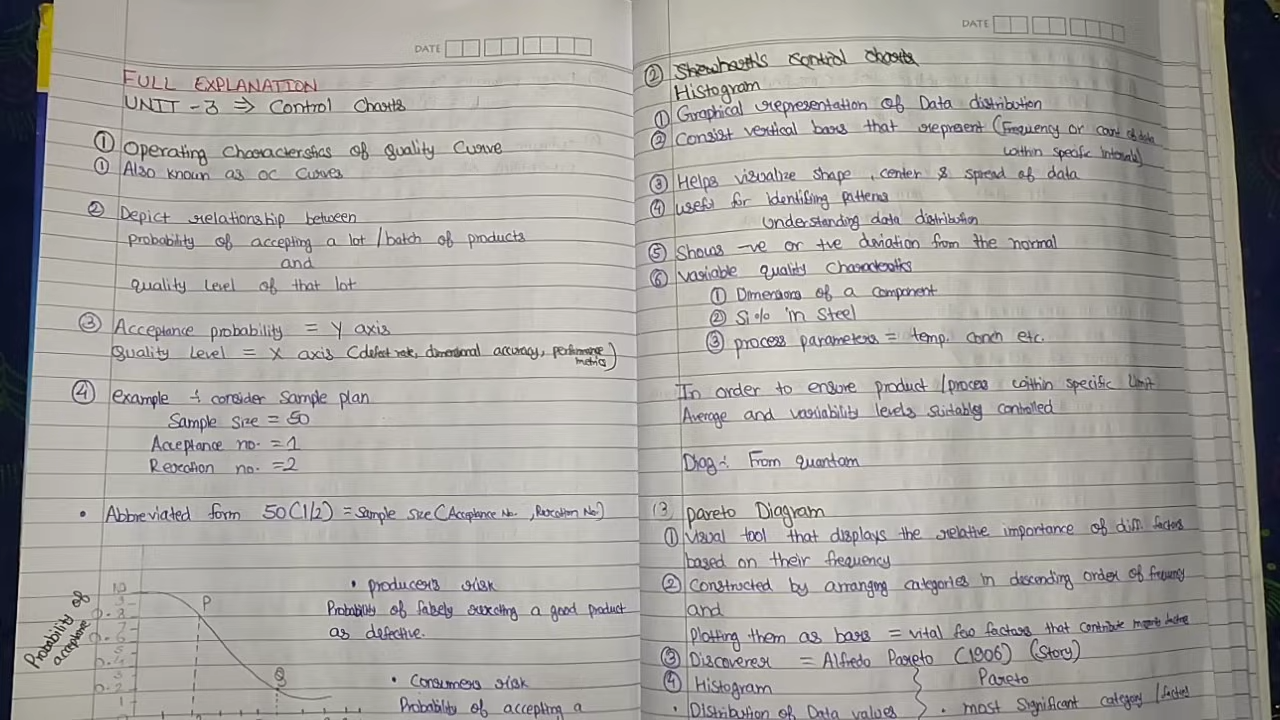 DATE
FULL EXPLANATION
UNIT - 3 ⇒ Control Charts
① Operating Characterstics of quality Curve
① Also known as OC Curves
② Depict relationship between
probability of accepting a lot / batch of products
and
quality level of that lot
③ Acceptance probability = Y axis
Quality Level = X axis (defect rate, dimensional accuracy, performance
metrics)
④ Example ÷ consider sample plan
Sample size = 50
Acceptance no. = 1
Rejection no. = 2
• Abbreviated form 50(1/2) = Sample size (Acceptance No., Rejection No)
Probability of
acceptance
1.0
P
Q
• producers risk
Probability of falsely rejecting a good product
as defective.
• Consumers risk
Probability of accepting a
DATE
② Shewhart's control charts
Histogram
① Graphical representation of Data distribution
② Consist vertical bars that represent (Frequency or count of data
within specific intervals)
③ Helps visualize shape, center & spread of data
④ useful for identifing patterns
understanding data distribution
⑤ Shows -ve or +ve deviation from the normal
⑥ Variable quality Characterstiks
① Dimensions of a component
② Si % in Steel
③ process parameters = temp. conch etc.
In order to ensure product / process within specific limit
Average and variability levels suitably controlled
Diag ÷ From quantam
(3 Pareto Diagram
① Visual tool that displays the relative importance of diff. factors
based on their frequency
② Constructed by arranging categories in descending order of frequency
and
Plotting them as bars = vital few factors that contribute
③ Discoverer = Alfredo Pareto (1906) (Story)
④ Histogram
Pareto
• Distribution of Data values
• most significant category / factors